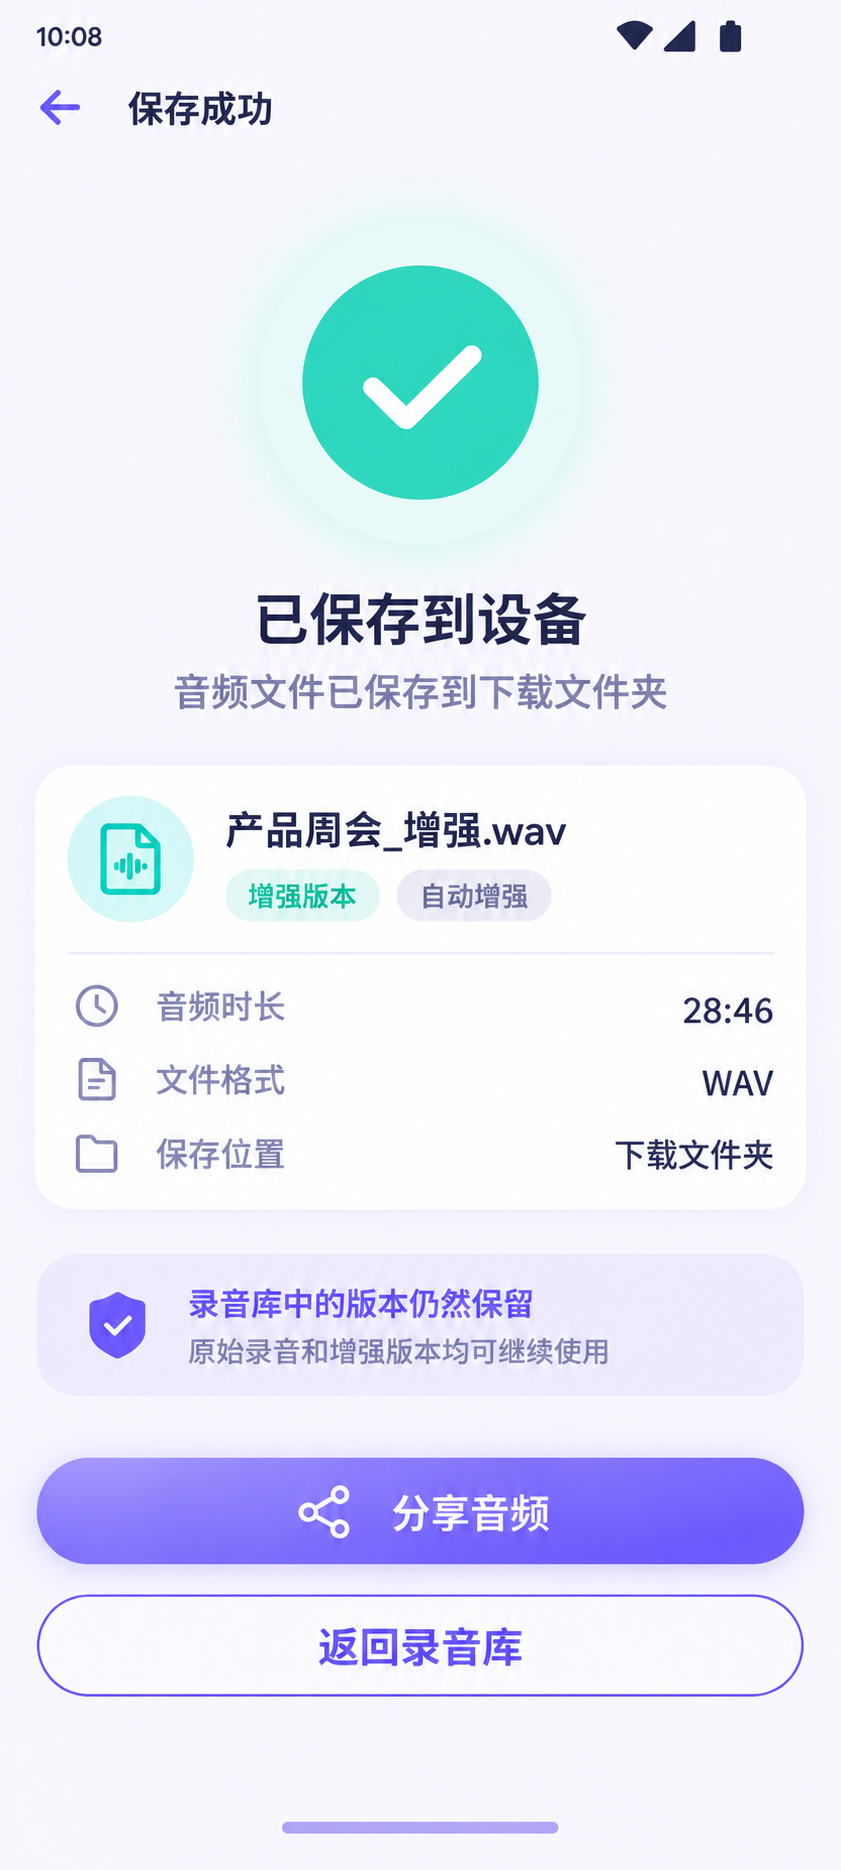 10:08
保存成功
已保存到设备
音频文件已保存到下载文件夹
产品周会_增强.wav
增强版本 自动增强
音频时长 28:46
文件格式 WAV
保存位置 下载文件夹
录音库中的版本仍然保留
原始录音和增强版本均可继续使用
分享音频
返回录音库